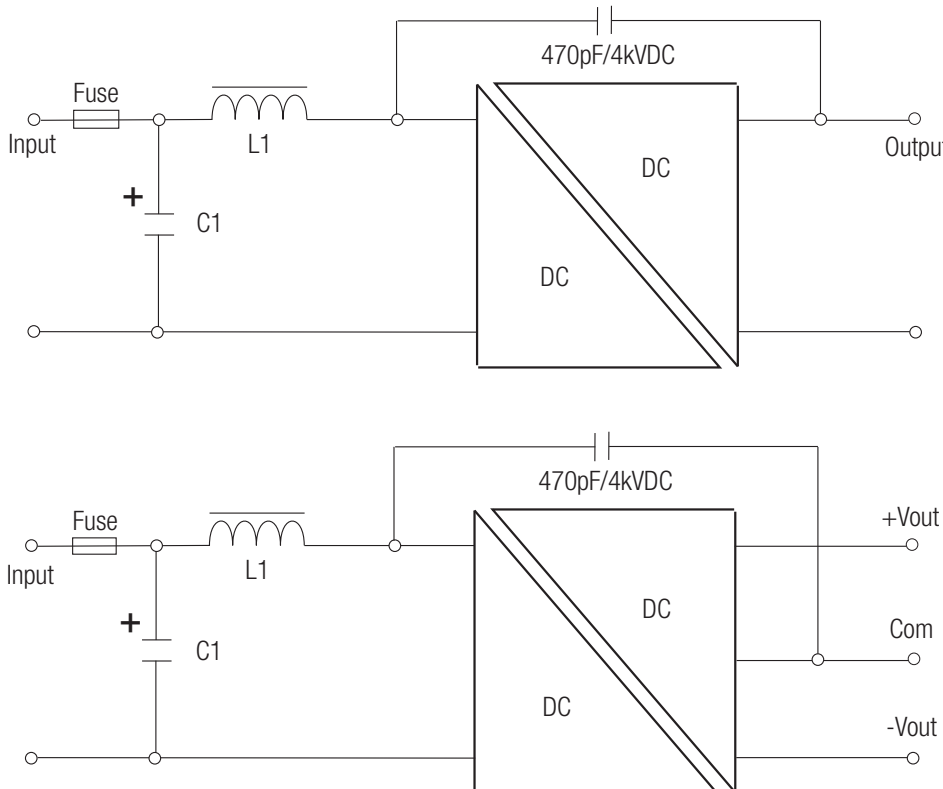 470pF/4kVDC
Fuse
Input
L1
Output
DC
+
C1
DC
470pF/4kVDC
Fuse
+Vout
Input
L1
DC
Com
+
C1
DC
-Vout